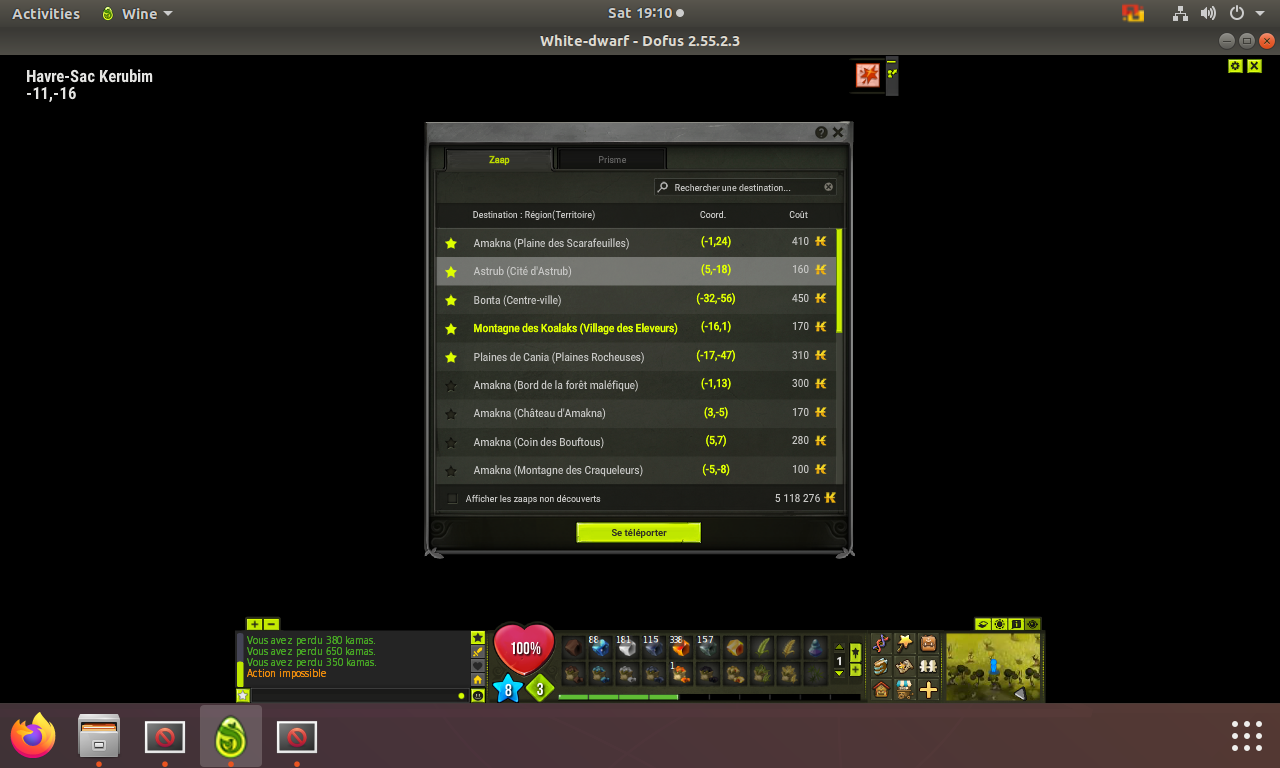 Activities Wine Sat 19:10
White-dwarf - Dofus 2.55.2.3
Havre-Sac Kerubim
-11,-16
Zaap Prisme
Rechercher une destination...
Destination : Région(Territoire) Coord. Coût
Amakna (Plaine des Scarafeuilles) (-1,24) 410
Astrub (Cité d'Astrub) (5,-18) 160
Bonta (Centre-ville) (-32,-56) 450
Montagne des Koalaks (Village des Eleveurs) (-16,1) 170
Plaines de Cania (Plaines Rocheuses) (-17,-47) 310
Amakna (Bord de la forêt maléfique) (-1,13) 300
Amakna (Château d'Amakna) (3,-5) 170
Amakna (Coin des Bouftous) (5,7) 280
Amakna (Montagne des Craqueleurs) (-5,-8) 100
Afficher les zaaps non découverts 5 118 276
Se téléporter
Vous avez perdu 380 kamas.
Vous avez perdu 650 kamas.
Vous avez perdu 350 kamas.
Action impossible
100%
8 3
88 181 115 338 157
1
1